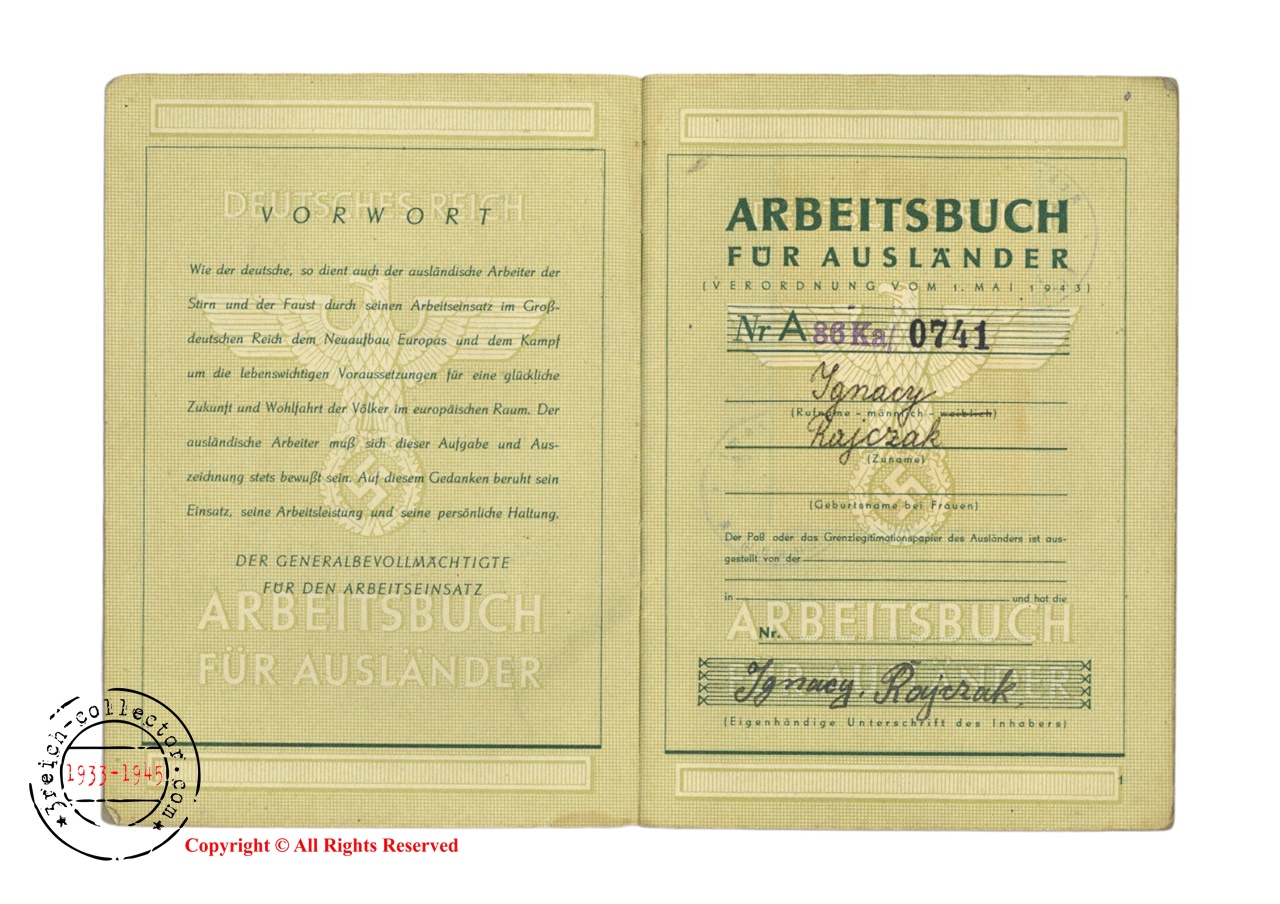 DEUTSCHES REICH
VORWORT
Wie der deutsche, so dient auch der ausländische Arbeiter der
Stirn und der Faust durch seinen Arbeitseinsatz im Groß-
deutschen Reich dem Neuaufbau Europas und dem Kampf
um die lebenswichtigen Voraussetzungen für eine glückliche
Zukunft und Wohlfahrt der Völker im europäischen Raum. Der
ausländische Arbeiter muß sich dieser Aufgabe und Aus-
zeichnung stets bewußt sein. Auf diesem Gedanken beruht sein
Einsatz, seine Arbeitsleistung und seine persönliche Haltung.
DER GENERALBEVOLLMÄCHTIGTE
FÜR DEN ARBEITSEINSATZ
ARBEITSBUCH
FÜR AUSLÄNDER
ARBEITSBUCH
FÜR AUSLÄNDER
(VERORDNUNG VOM 1. MAI 1943)
Nr A 86 Ka/ 0741
Ignacy
(Rufname - männlich - weiblich)
Rajczak
(Zuname)
(Geburtsname bei Frauen)
Der Paß oder das Grenzlegitimationspapier des Ausländers ist aus-
gestellt von der
in und hat die
ARBEITSBUCH
Nr.
FÜR AUSLÄNDER
Ignacy. Rajczak
(Eigenhändige Unterschrift des Inhabers)
1
3reich-collector.com
1933-1945
Copyright © All Rights Reserved